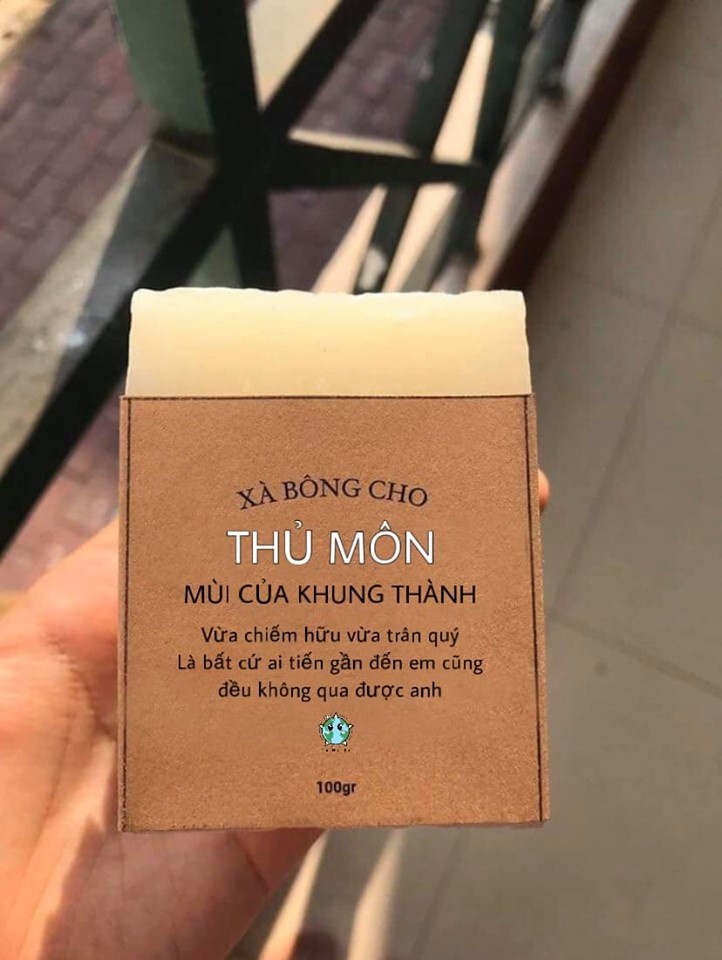 XÀ BÔNG CHO
THỦ MÔN
MÙI CỦA KHUNG THÀNH
Vừa chiếm hữu vừa trân quý
Là bất cứ ai tiến gần đến em cũng
đều không qua được anh
100gr